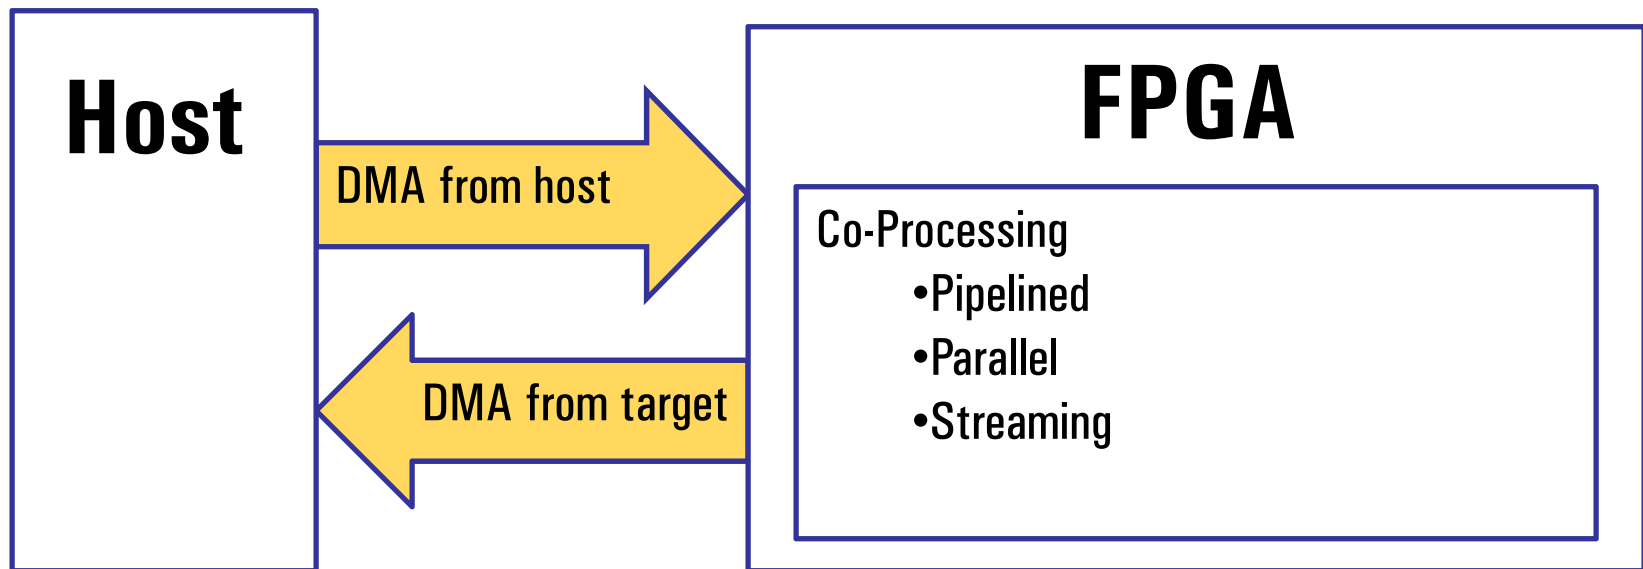 Host
DMA from host
DMA from target
FPGA
Co-Processing
•Pipelined
•Parallel
•Streaming